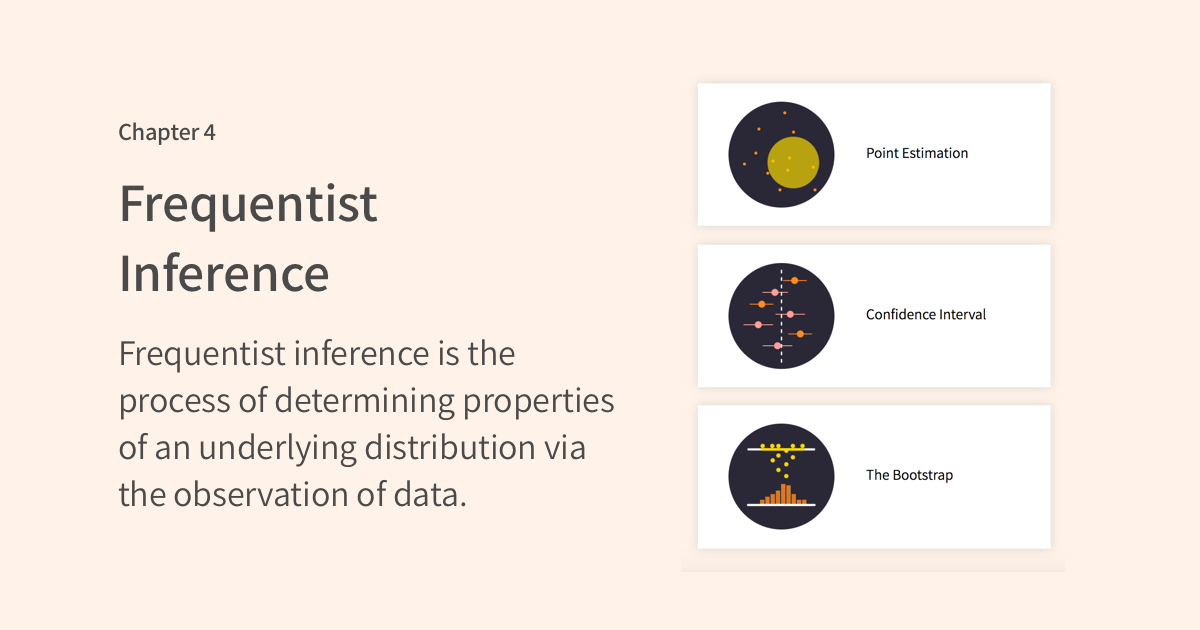 Chapter 4
Frequentist
Inference
Frequentist inference is the
process of determining properties
of an underlying distribution via
the observation of data.
Point Estimation
Confidence Interval
The Bootstrap